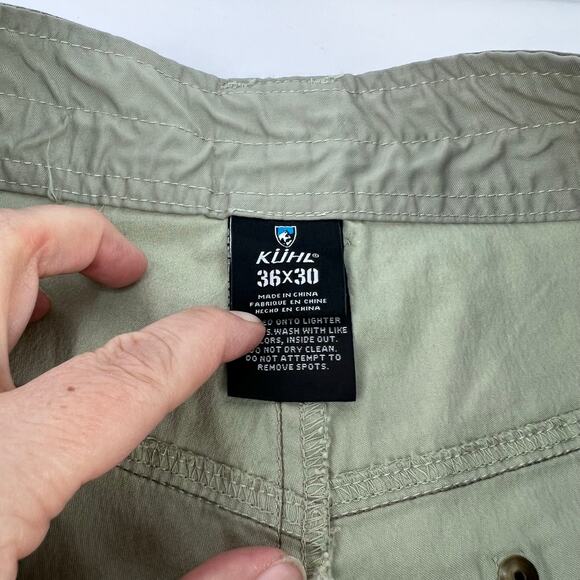 KÜHL®
36X30
MADE IN CHINA
FABRIQUE EN CHINE
HECHO EN CHINA
ONTO LIGHTER
WASH WITH LIKE
INSIDE OUT.
DO NOT DRY CLEAN.
DO NOT ATTEMPT TO
REMOVE SPOTS.